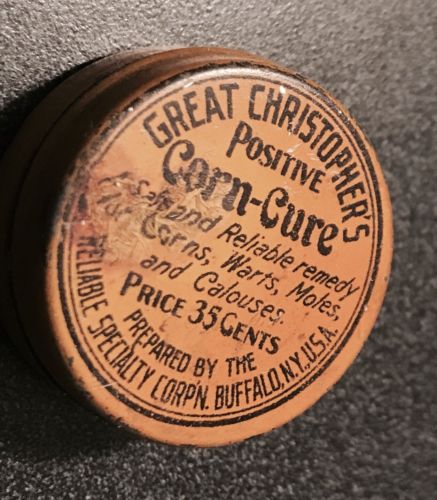 GREAT CHRISTOPHER'S
POSITIVE
Corn-Cure
A Safe and Reliable remedy
for Corns, Warts, Moles,
and Calouses.
PRICE 35 CENTS
PREPARED BY THE
RELIABLE SPECIALTY CORP'N. BUFFALO, N.Y., U.S.A.